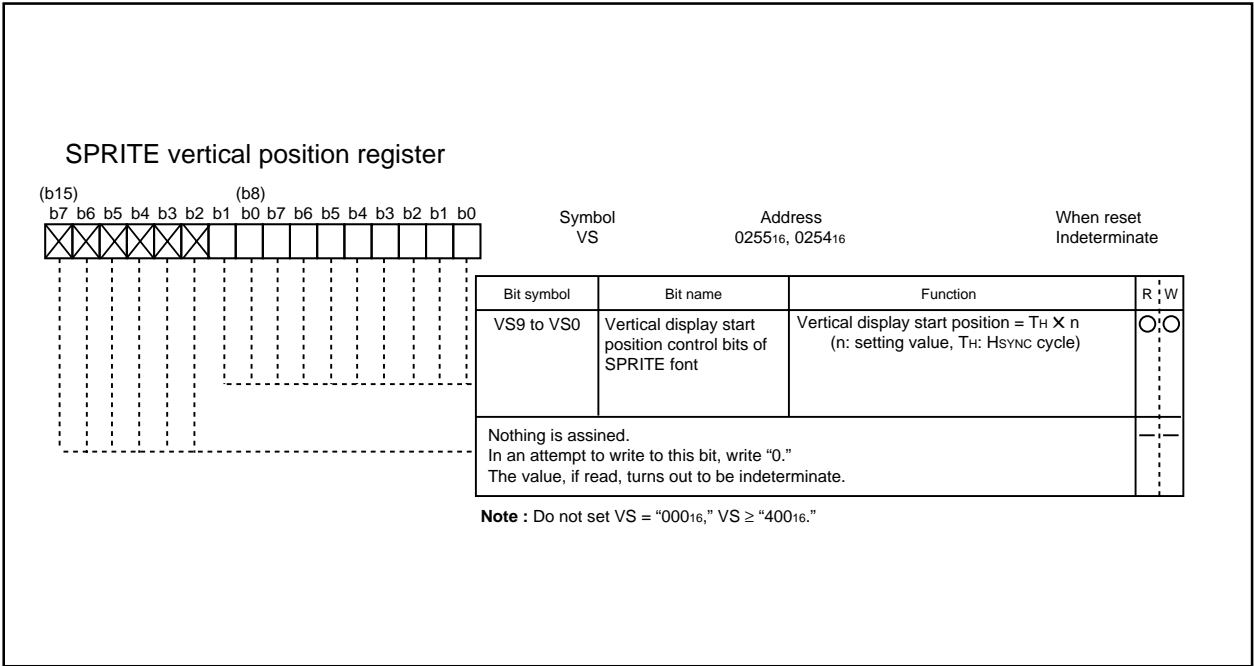 SPRITE vertical position register
(b15) (b8)
b7 b6 b5 b4 b3 b2 b1 b0 b7 b6 b5 b4 b3 b2 b1 b0
Symbol Address When reset
VS 025516, 025416 Indeterminate
Bit symbol Bit name Function R W
VS9 to VS0 Vertical display start Vertical display start position = TH X n
position control bits of (n: setting value, TH: HSYNC cycle)
SPRITE font
Nothing is assined.
In an attempt to write to this bit, write “0.”
The value, if read, turns out to be indeterminate.
Note : Do not set VS = “00016,” VS ≥ “40016.”